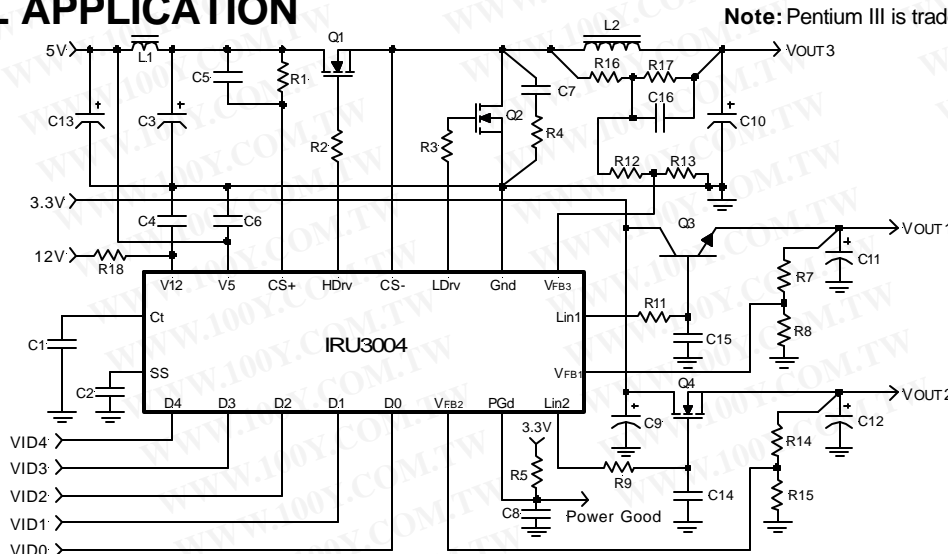 L APPLICATION
Note: Pentium III is trad
L2
Q1
5V
L1
VOUT3
R16
R17
C5
R1
C7
C16
C13
C3
Q2
C10
R2
R3
R4
R12
R13
3.3V
C4
C6
Q3
VOUT1
12V
R18
C11
R7
V12
V5
CS+
HDrv
CS-
LDrv
Gnd
VFB3
Ct
Lin1
R11
R8
C1
IRU3004
C15
SS
VFB1
C2
Q4
D4
D3
D2
D1
D0
VFB2
PGd
Lin2
VOUT2
C9
C12
3.3V
VID4
R14
VID3
R5
R9
VID2
C14
R15
C8
Power Good
VID1
VID0
WWW.100Y.COM.TW